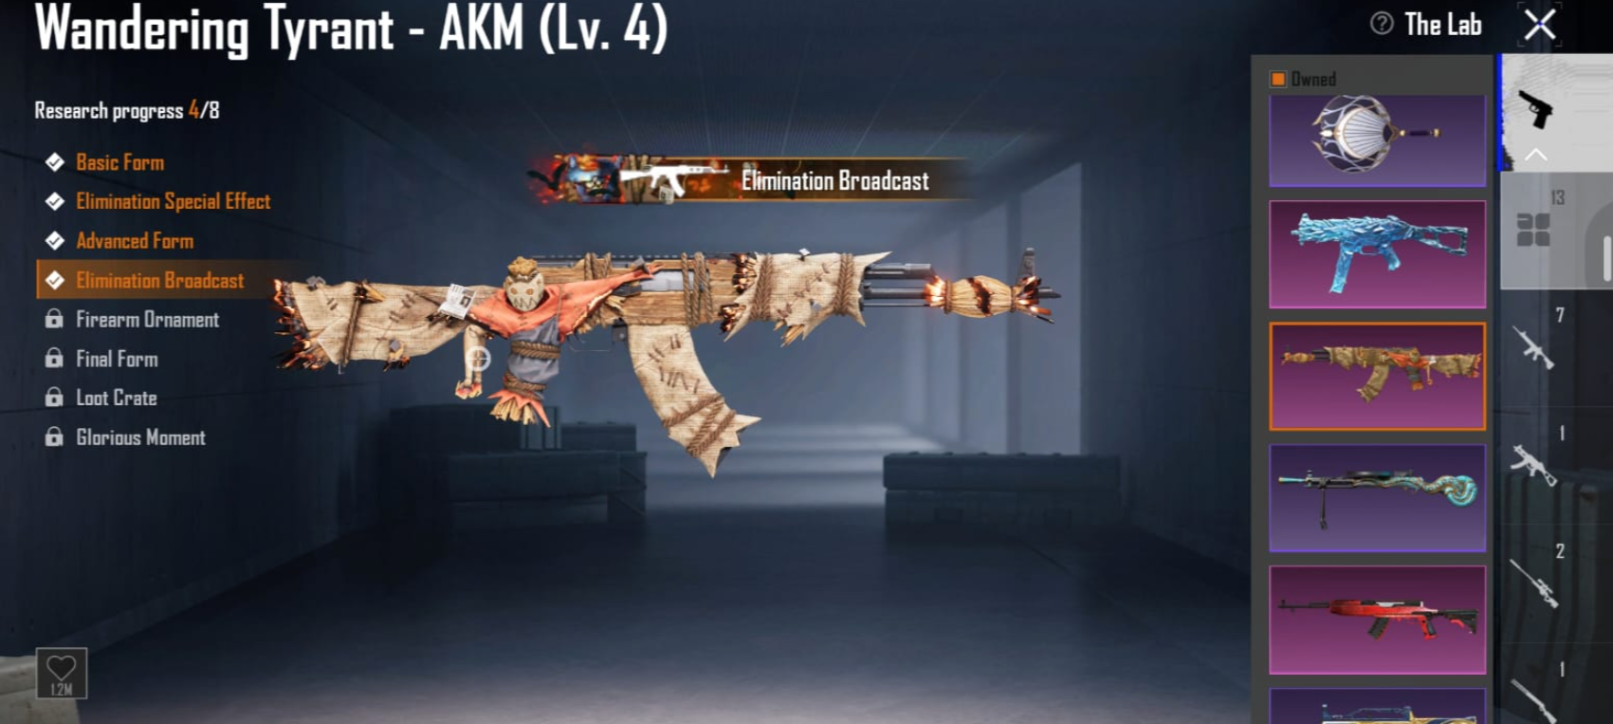 Wandering Tyrant - AKM (Lv. 4)
The Lab
Research progress 4/8
Owned
Basic Form
Elimination Special Effect
Advanced Form
Elimination Broadcast
Firearm Ornament
Final Form
Loot Crate
Glorious Moment
Elimination Broadcast
13
7
1
2
1
1.2M